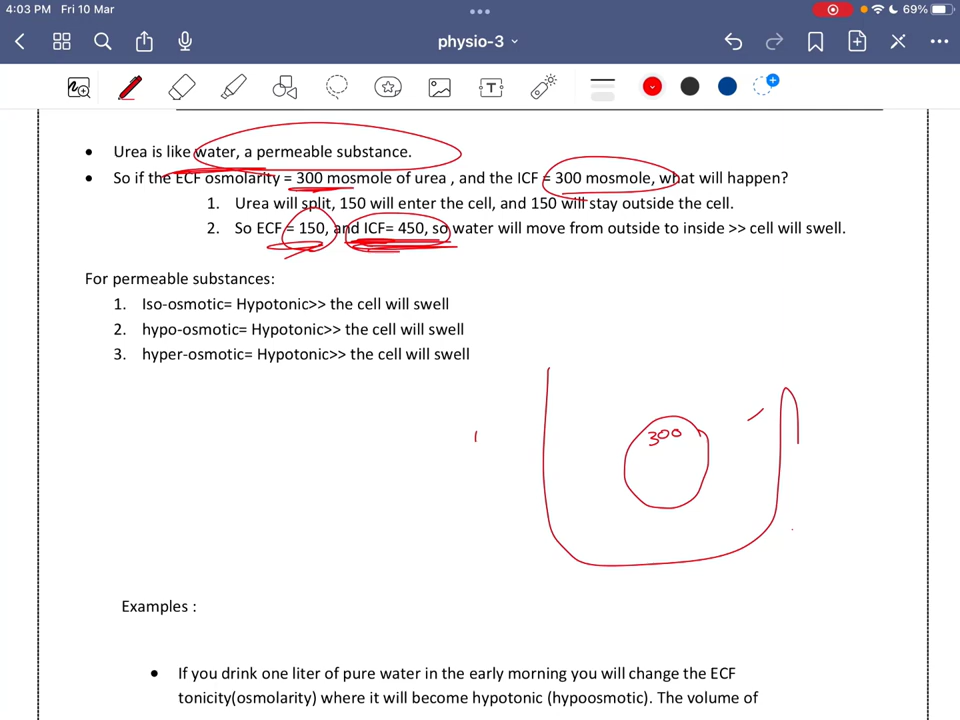 4:03 PM Fri 10 Mar
69%
physio-3
T
• Urea is like water, a permeable substance.
• So if the ECF osmolarity = 300 mosmole of urea , and the ICF = 300 mosmole, what will happen?
1. Urea will split, 150 will enter the cell, and 150 will stay outside the cell.
2. So ECF = 150, and ICF= 450, so water will move from outside to inside >> cell will swell.
For permeable substances:
1. Iso-osmotic= Hypotonic>> the cell will swell
2. hypo-osmotic= Hypotonic>> the cell will swell
3. hyper-osmotic= Hypotonic>> the cell will swell
300
Examples :
• If you drink one liter of pure water in the early morning you will change the ECF
tonicity(osmolarity) where it will become hypotonic (hypoosmotic). The volume of